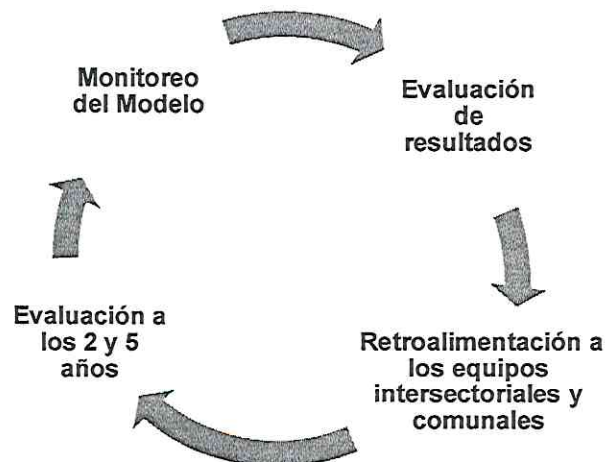 Monitoreo
del Modelo
Evaluación
de
resultados
Retroalimentación a
los equipos
intersectoriales y
comunales
Evaluación a
los 2 y 5
años